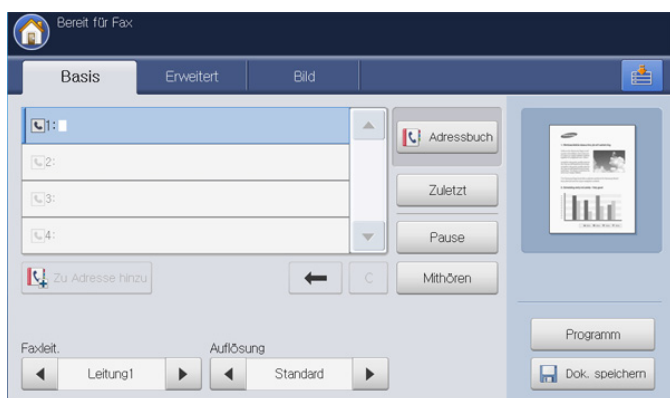 Bereit für Fax
Basis
Erweitert
Bild
1:
2:
3:
4:
Adressbuch
Zuletzt
Pause
Mithören
Zu Adresse hinzu
C
Faxleit.
Auflösung
Leitung1
Standard
Programm
Dok. speichern